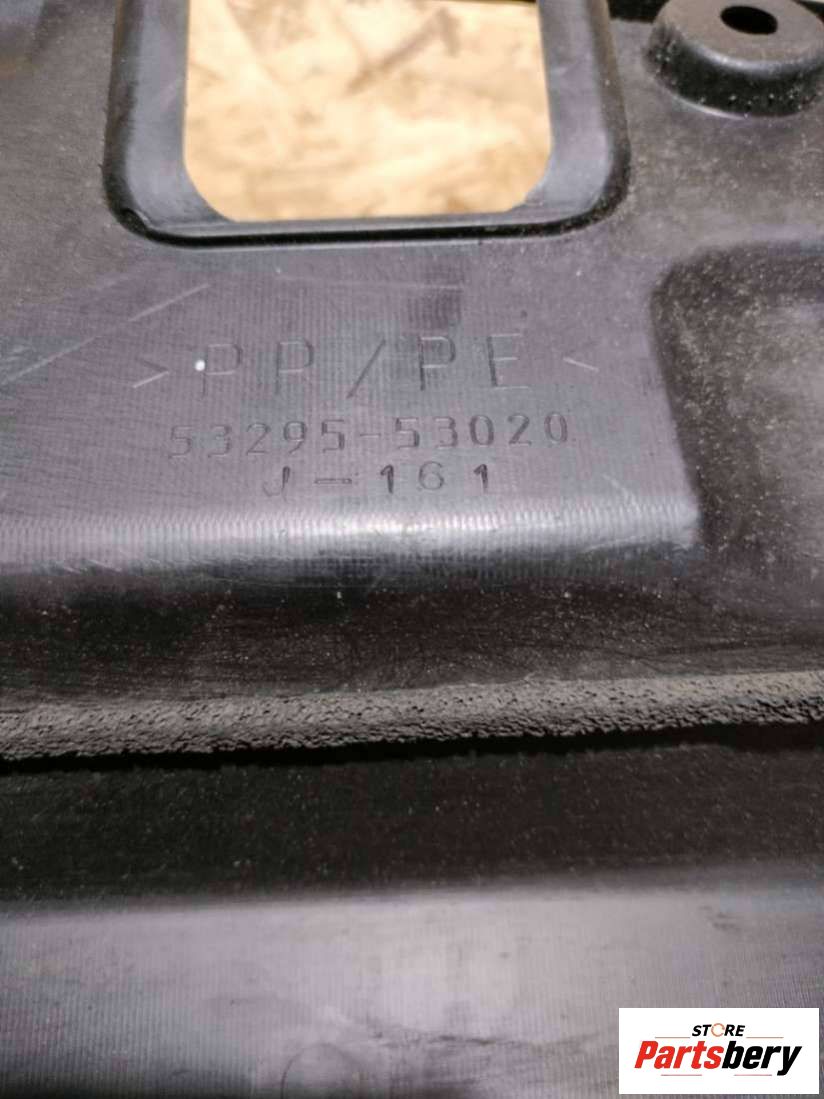 >PP/PE<
53295-53020
J-161
STORE
Partsbery